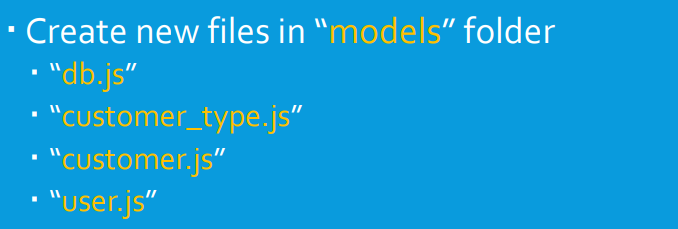 ▪ Create new files in “models” folder
▪ “db.js”
▪ “customer_type.js”
▪ “customer.js”
▪ “user.js”